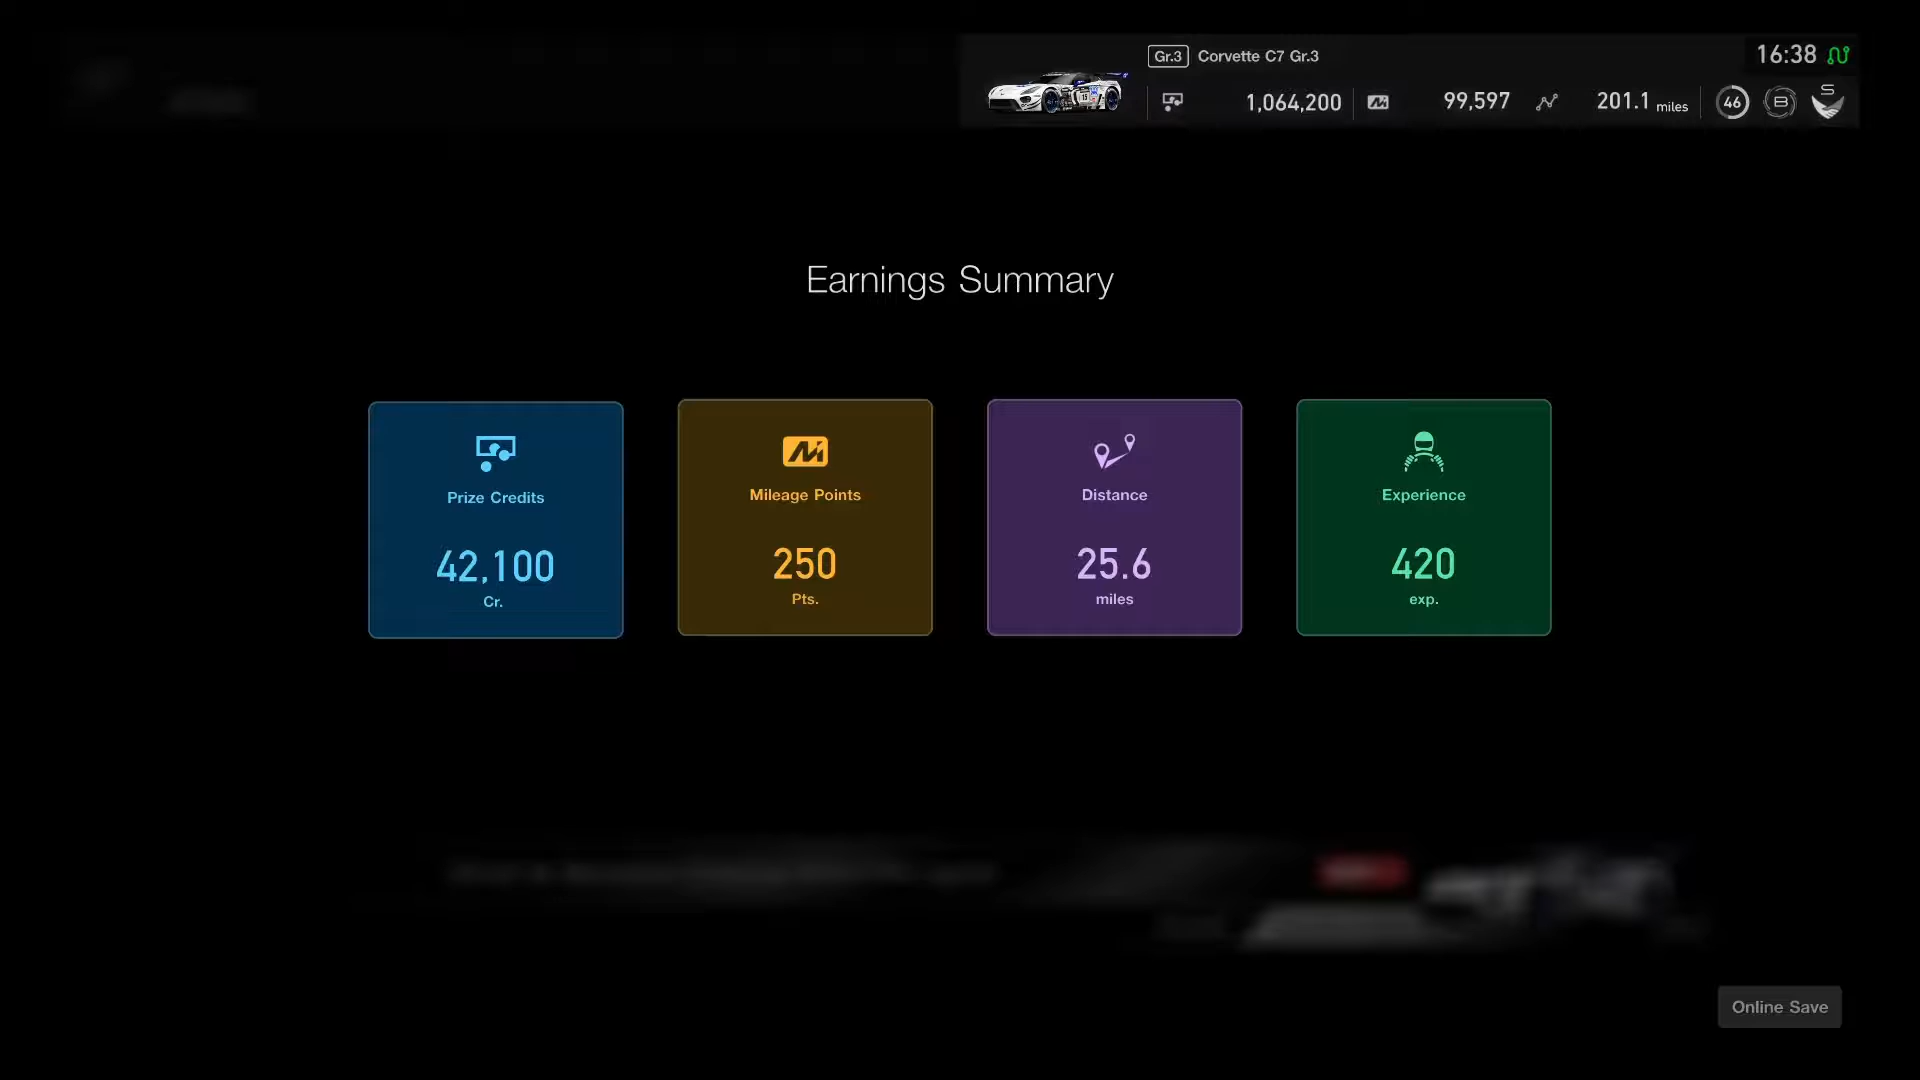 Gr.3 Corvette C7 Gr.3
16:38
1,064,200
99,597
201.1 miles
46
B
S
Earnings Summary
Prize Credits
42,100
Cr.
Mileage Points
250
Pts.
Distance
25.6
miles
Experience
420
exp.
Online Save